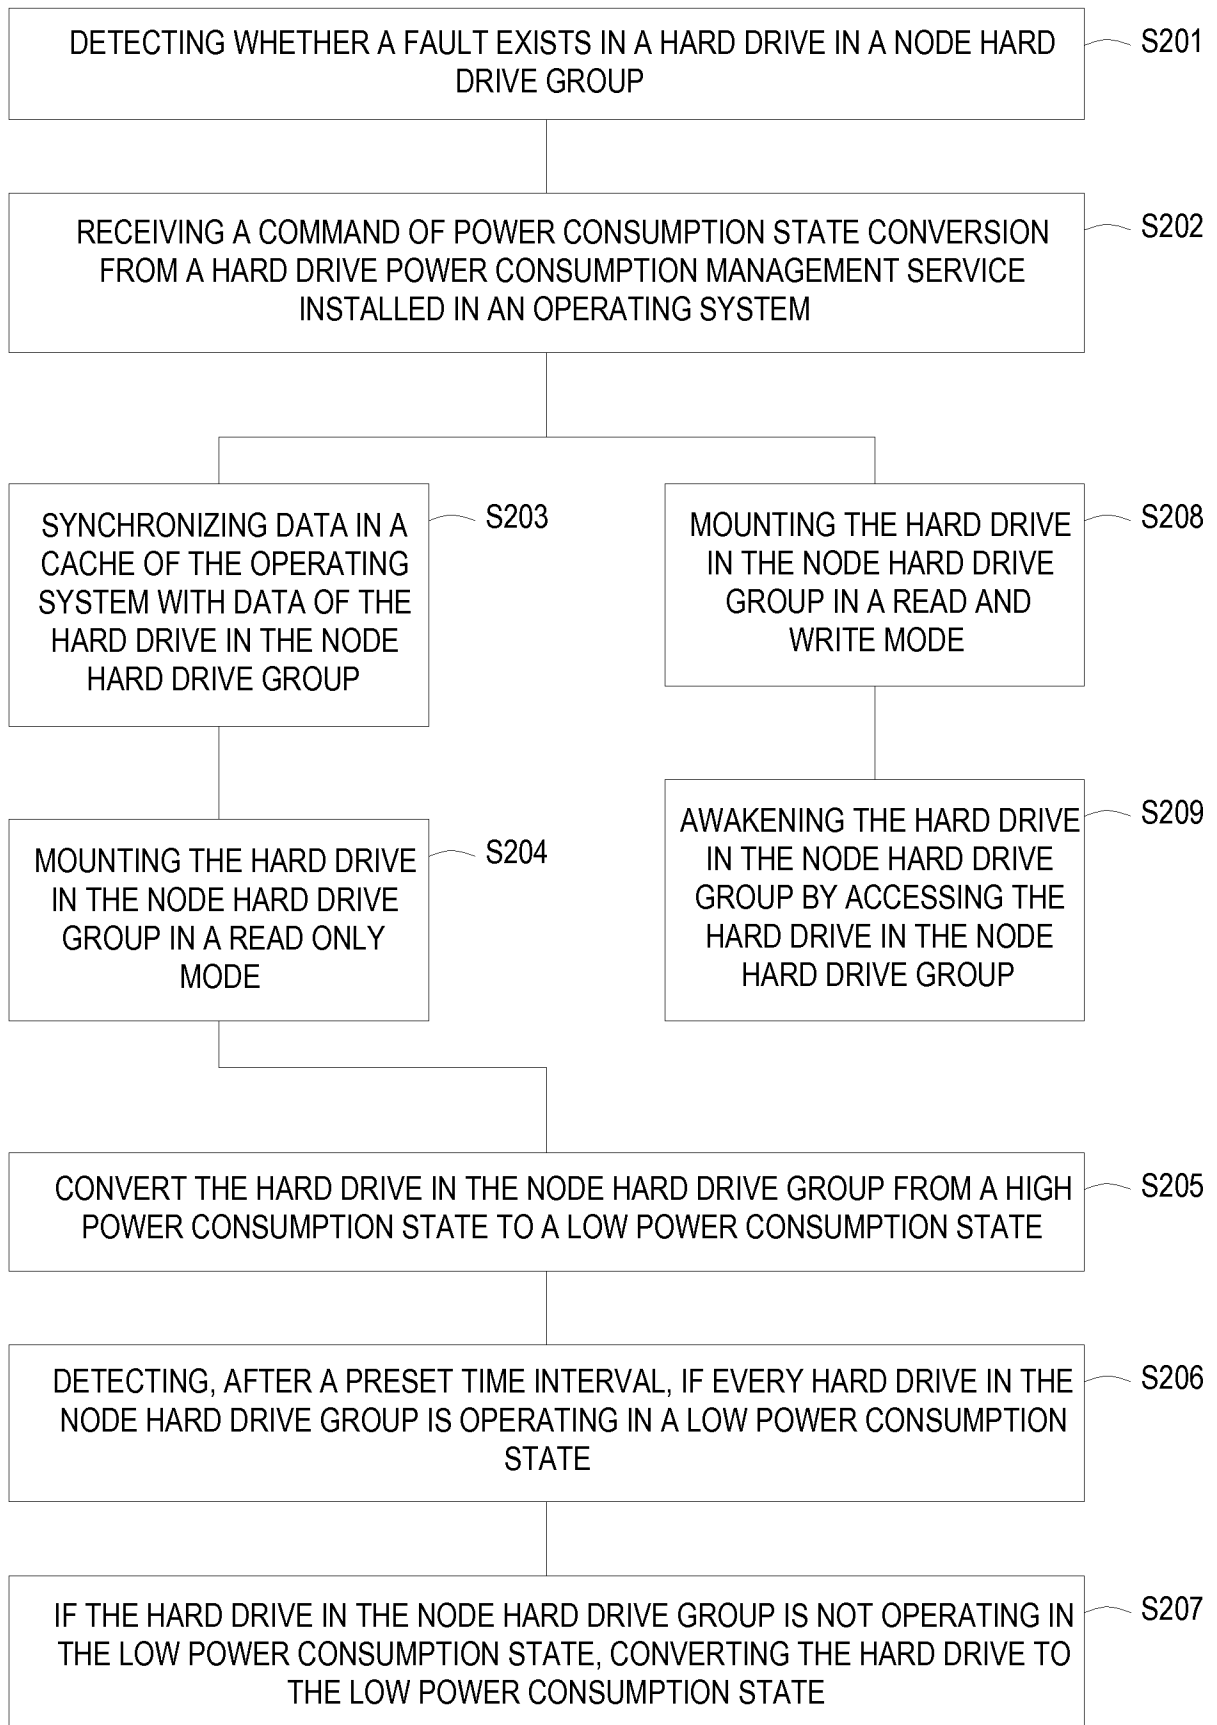 DETECTING WHETHER A FAULT EXISTS IN A HARD DRIVE IN A NODE HARD
DRIVE GROUP
S201
RECEIVING A COMMAND OF POWER CONSUMPTION STATE CONVERSION
FROM A HARD DRIVE POWER CONSUMPTION MANAGEMENT SERVICE
INSTALLED IN AN OPERATING SYSTEM
S202
SYNCHRONIZING DATA IN A
CACHE OF THE OPERATING
SYSTEM WITH DATA OF THE
HARD DRIVE IN THE NODE
HARD DRIVE GROUP
S203
MOUNTING THE HARD DRIVE
IN THE NODE HARD DRIVE
GROUP IN A READ ONLY
MODE
S204
MOUNTING THE HARD DRIVE
IN THE NODE HARD DRIVE
GROUP IN A READ AND
WRITE MODE
S208
AWAKENING THE HARD DRIVE
IN THE NODE HARD DRIVE
GROUP BY ACCESSING THE
HARD DRIVE IN THE NODE
HARD DRIVE GROUP
S209
CONVERT THE HARD DRIVE IN THE NODE HARD DRIVE GROUP FROM A HIGH
POWER CONSUMPTION STATE TO A LOW POWER CONSUMPTION STATE
S205
DETECTING, AFTER A PRESET TIME INTERVAL, IF EVERY HARD DRIVE IN THE
NODE HARD DRIVE GROUP IS OPERATING IN A LOW POWER CONSUMPTION
STATE
S206
IF THE HARD DRIVE IN THE NODE HARD DRIVE GROUP IS NOT OPERATING IN
THE LOW POWER CONSUMPTION STATE, CONVERTING THE HARD DRIVE TO
THE LOW POWER CONSUMPTION STATE
S207